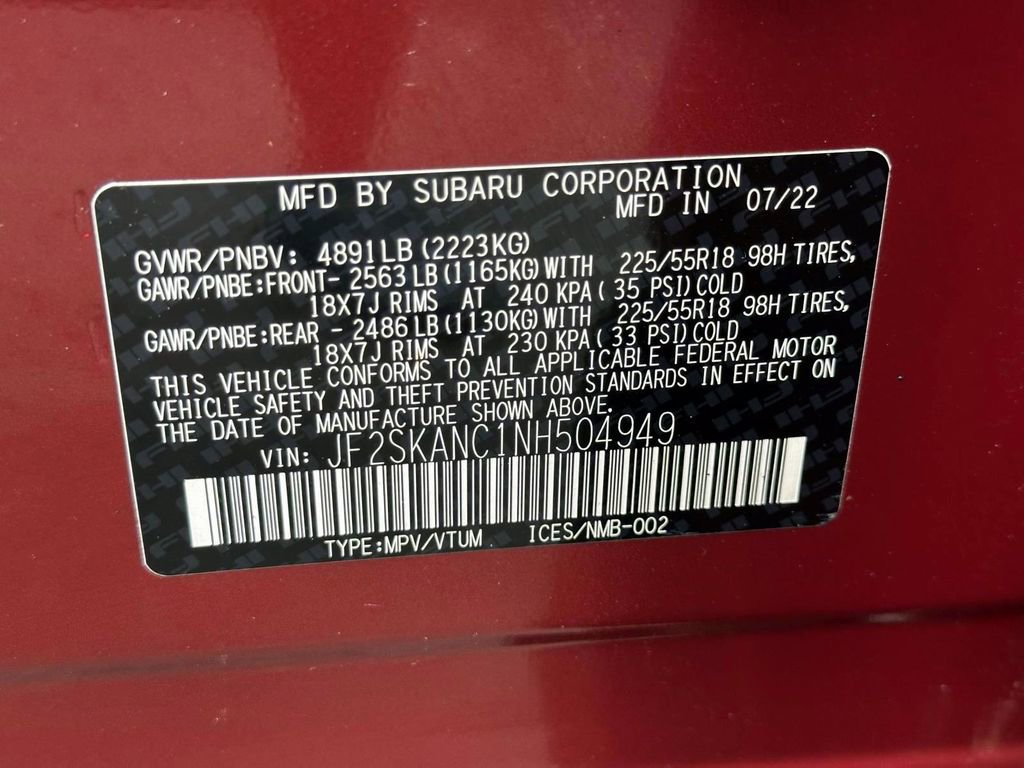 MFD BY SUBARU CORPORATION
MFD IN 07/22
GVWR/PNBV: 4891LB (2223KG)
GAWR/PNBE:FRONT- 2563 LB (1165KG) WITH 225/55R18 98H TIRES,
18X7J RIMS AT 240 KPA ( 35 PSI) COLD
GAWR/PNBE:REAR - 2486 LB (1130KG) WITH 225/55R18 98H TIRES,
18X7J RIMS AT 230 KPA ( 33 PSI) COLD
THIS VEHICLE CONFORMS TO ALL APPLICABLE FEDERAL MOTOR
VEHICLE SAFETY AND THEFT PREVENTION STANDARDS IN EFFECT ON
THE DATE OF MANUFACTURE SHOWN ABOVE.
VIN: JF2SKANC1NH504949
TYPE:MPV/VTUM ICES/NMB-002